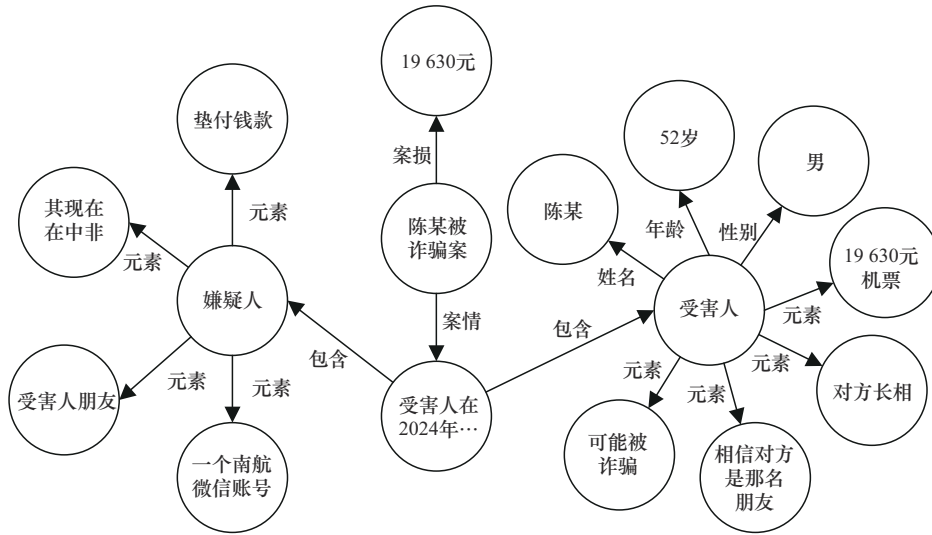 19 630元
垫付钱款
52岁
男
案损
其现在
在中非
元素
陈某
陈某被
诈骗案
年龄
性别
元素
姓名
19 630元
机票
嫌疑人
案情
受害人
包含
包含
元素
元素
元素
元素
元素
元素
受害人朋友
受害人在
2024年…
对方长相
可能被
诈骗
一个南航
微信账号
相信对方
是那名
朋友